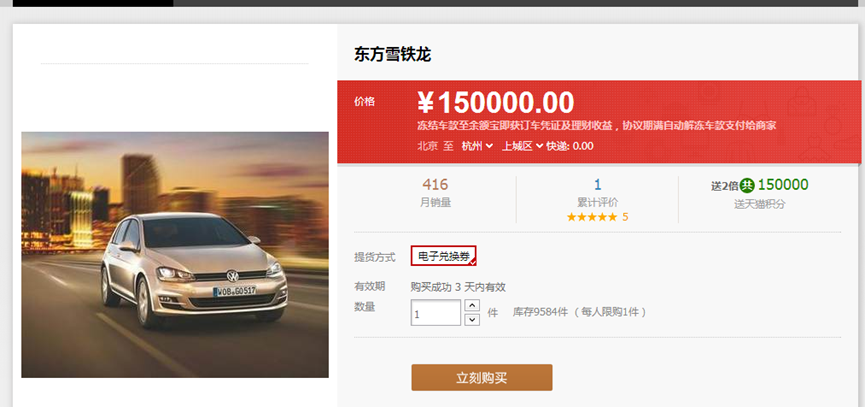 东方雪铁龙
价格
¥150000.00
冻结车款至余额宝即获订车凭证及理财收益，协议期满自动解冻车款支付给商家
北京 至 杭州 上城区 快递: 0.00
416
月销量
1
累计评价
★★★★★ 5
送2倍 共 150000
送天猫积分
提货方式 电子兑换券
有效期 购买成功 3 天内有效
数量 1 件 库存9584件 （每人限购1件）
立刻购买
WOB·GO517